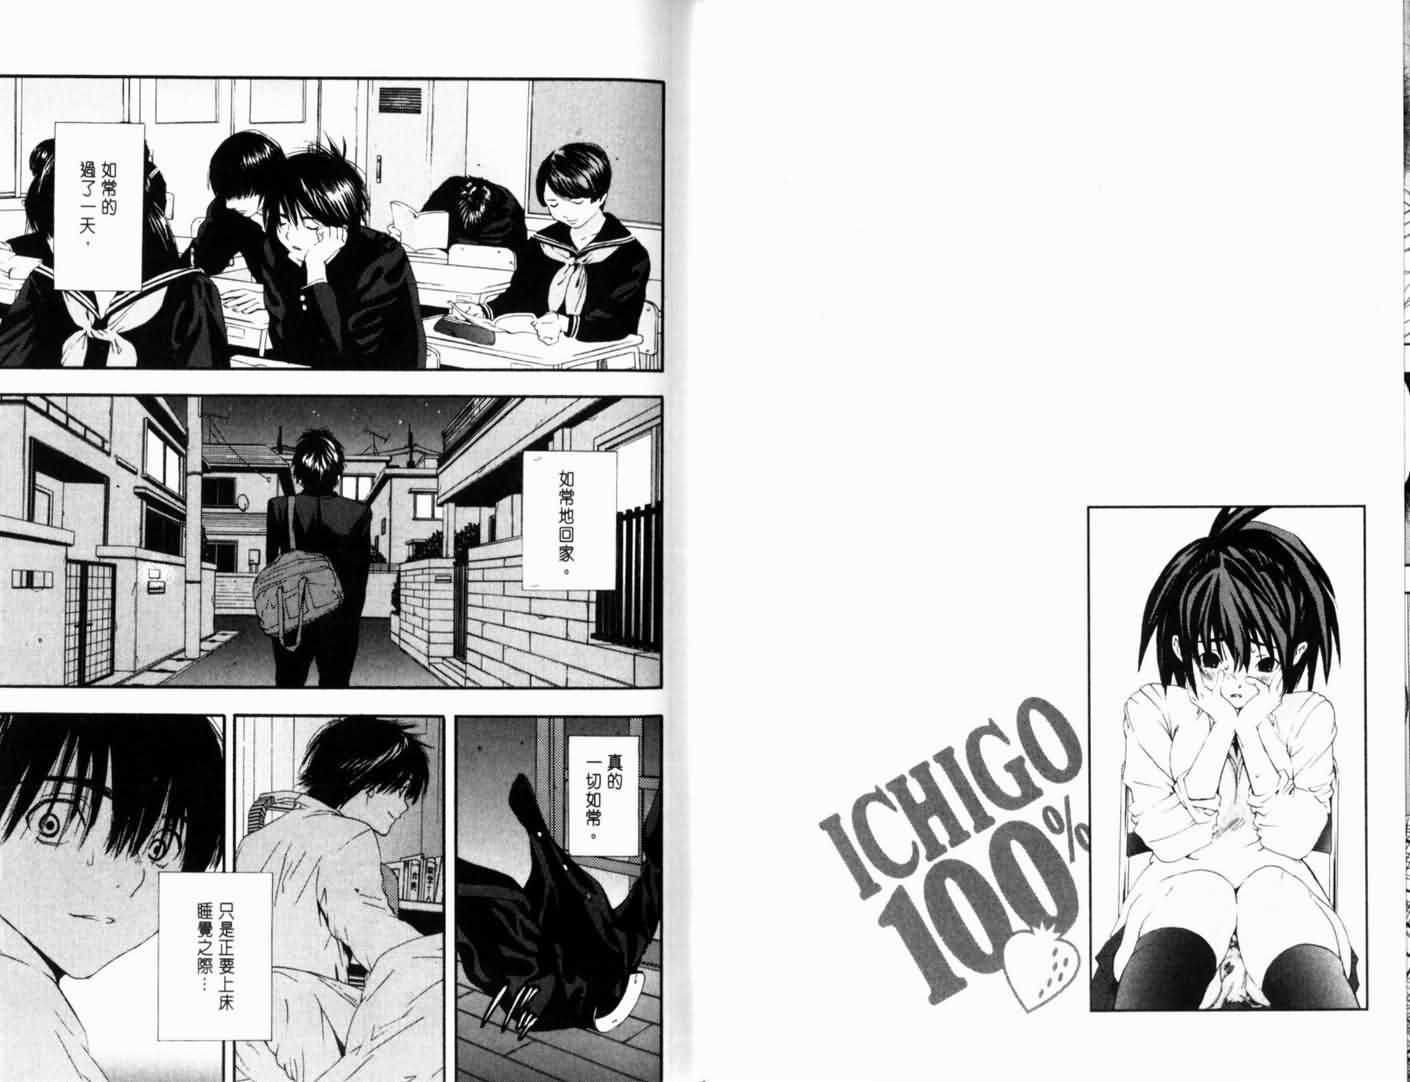 ICHIGO
100%
如常的
過了一天，
如常地回家。
真的
一切如常。
只是正要上床
睡覺之際…